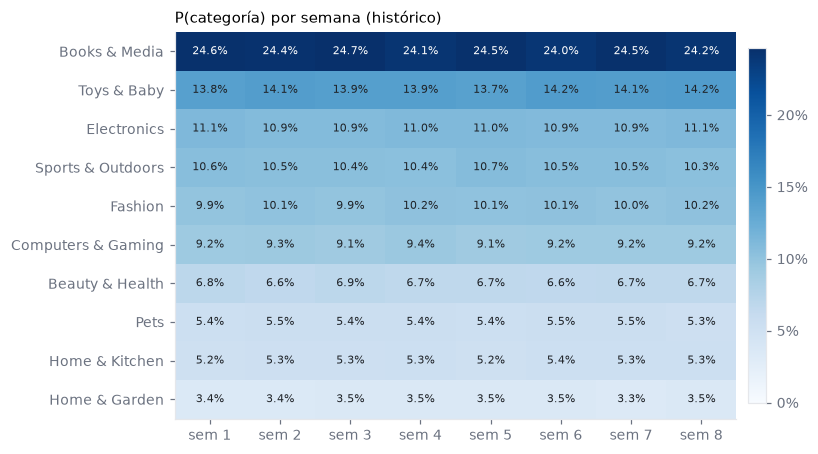 P(categoría) por semana (histórico)
Books & Media 24.6% 24.4% 24.7% 24.1% 24.5% 24.0% 24.5% 24.2%
Toys & Baby 13.8% 14.1% 13.9% 13.9% 13.7% 14.2% 14.1% 14.2%
Electronics 11.1% 10.9% 10.9% 11.0% 11.0% 10.9% 10.9% 11.1%
Sports & Outdoors 10.6% 10.5% 10.4% 10.4% 10.7% 10.5% 10.5% 10.3%
Fashion 9.9% 10.1% 9.9% 10.2% 10.1% 10.1% 10.0% 10.2%
Computers & Gaming 9.2% 9.3% 9.1% 9.4% 9.1% 9.2% 9.2% 9.2%
Beauty & Health 6.8% 6.6% 6.9% 6.7% 6.7% 6.6% 6.7% 6.7%
Pets 5.4% 5.5% 5.4% 5.4% 5.4% 5.5% 5.5% 5.3%
Home & Kitchen 5.2% 5.3% 5.3% 5.3% 5.2% 5.4% 5.3% 5.3%
Home & Garden 3.4% 3.4% 3.5% 3.5% 3.5% 3.5% 3.3% 3.5%
sem 1 sem 2 sem 3 sem 4 sem 5 sem 6 sem 7 sem 8
20%
15%
10%
5%
0%